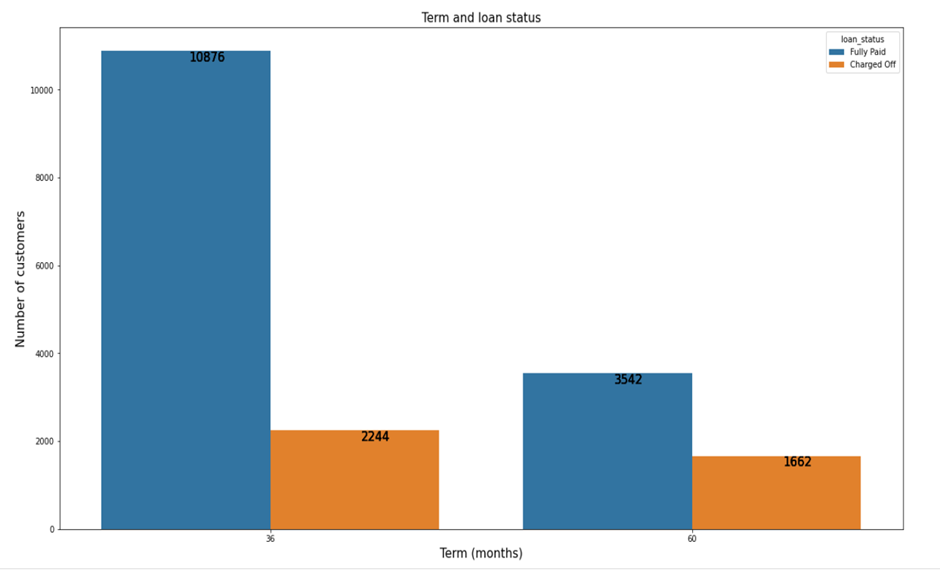 Term and loan status
loan_status
Fully Paid
Charged Off
10876
2244
3542
1662
10000
8000
6000
4000
2000
0
Number of customers
36
60
Term (months)